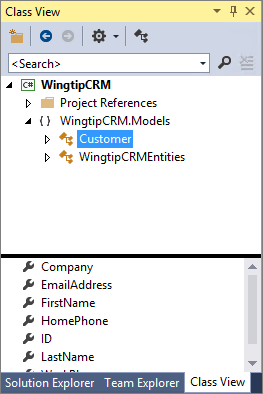 Class View
<Search>
C# WingtipCRM
Project References
{ } WingtipCRM.Models
Customer
WingtipCRMEntities
Company
EmailAddress
FirstName
HomePhone
ID
LastName
Solution Explorer Team Explorer Class View